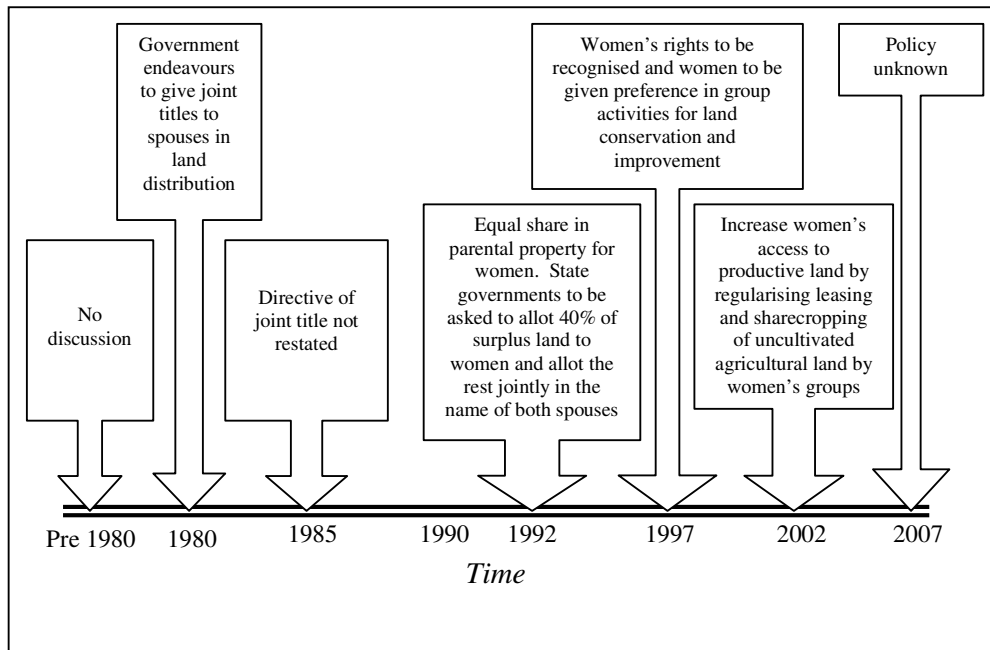 No
discussion
Government
endeavours
to give joint
titles to
spouses in
land
distribution
Directive of
joint title not
restated
Equal share in
parental property for
women. State
governments to be
asked to allot 40% of
surplus land to
women and allot the
rest jointly in the
name of both spouses
Women's rights to be
recognised and women to be
given preference in group
activities for land
conservation and
improvement
Increase women's
access to
productive land by
regularising leasing
and sharecropping
of uncultivated
agricultural land by
women's groups
Policy
unknown
Pre 1980 1980 1985 1990 1992 1997 2002 2007
Time